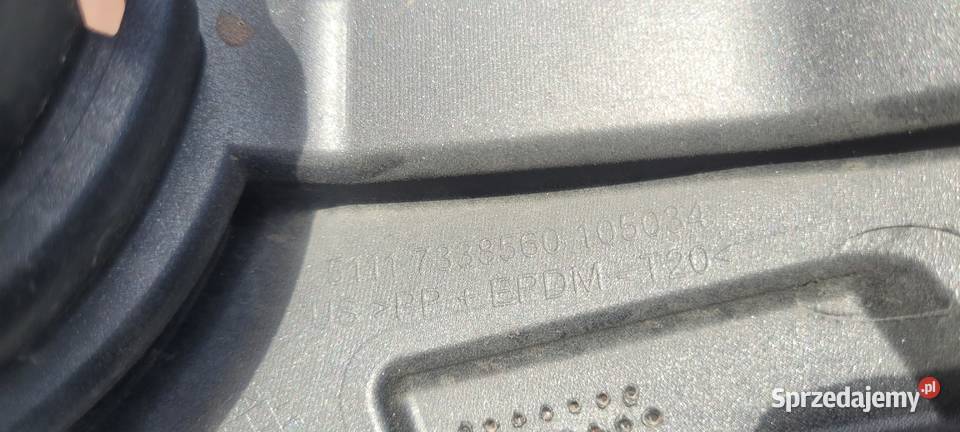 5111 7338560 105034
US >PP + EPDM - T20<
Sprzedajemy.pl